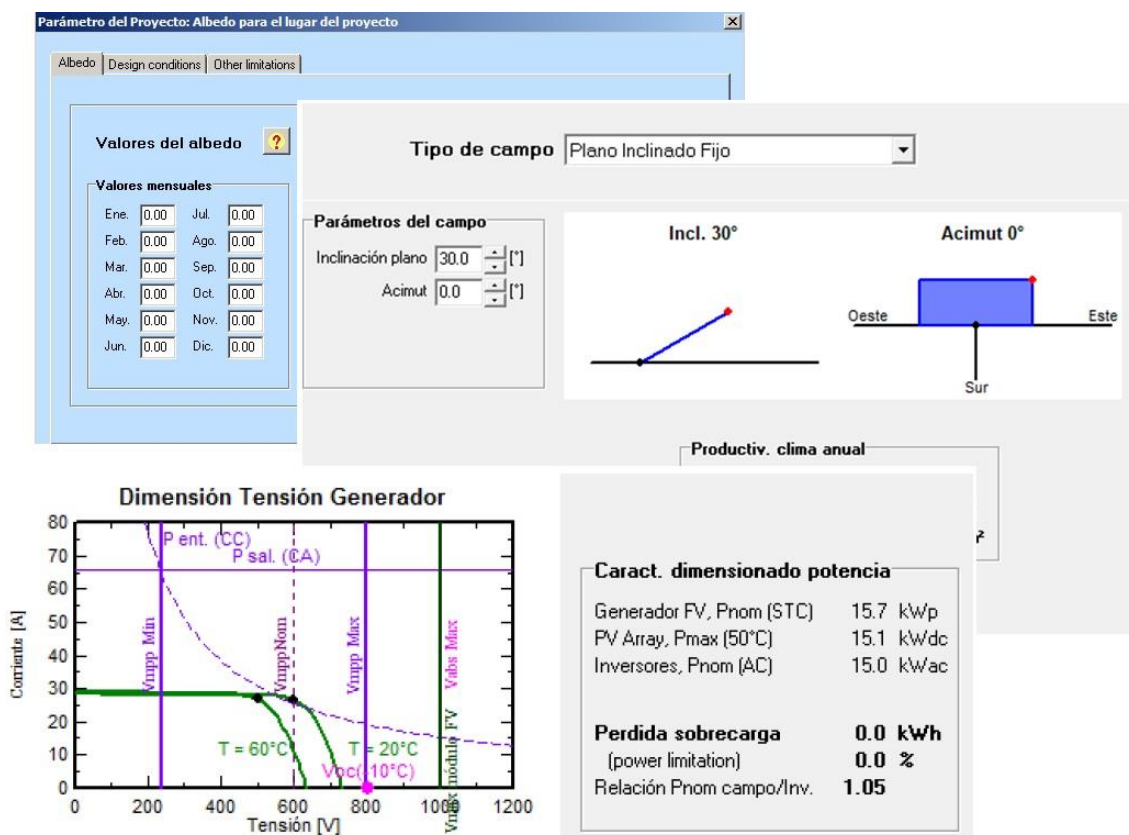 Parámetro del Proyecto: Albedo para el lugar del proyecto
Albedo Design conditions Other limitations
Valores del albedo ?
Valores mensuales
Ene. 0.00 Jul. 0.00
Feb. 0.00 Ago. 0.00
Mar. 0.00 Sep. 0.00
Abr. 0.00 Oct. 0.00
May. 0.00 Nov. 0.00
Jun. 0.00 Dic. 0.00
Tipo de campo Plano Inclinado Fijo
Parámetros del campo
Inclinación plano 30.0 [°]
Acimut 0.0 [°]
Incl. 30°
Acimut 0°
Oeste Este
Sur
Productiv. clima anual
Dimensión Tensión Generador
Corriente [A]
80
70
60
50
40
30
20
10
0
P ent. (CC)
P sal. (CA)
Vmpp Min
VmppNom
Vmpp Max
Vabs Max
Vmax módulo FV
T = 60°C T = 20°C
Voc(-10°C)
0 200 400 600 800 1000 1200
Tensión [V]
Caract. dimensionado potencia
Generador FV, Pnom (STC) 15.7 kWp
PV Array, Pmax (50°C) 15.1 kWdc
Inversores, Pnom (AC) 15.0 kWac
Perdida sobrecarga 0.0 kWh
(power limitation) 0.0 %
Relación Pnom campo/Inv. 1.05